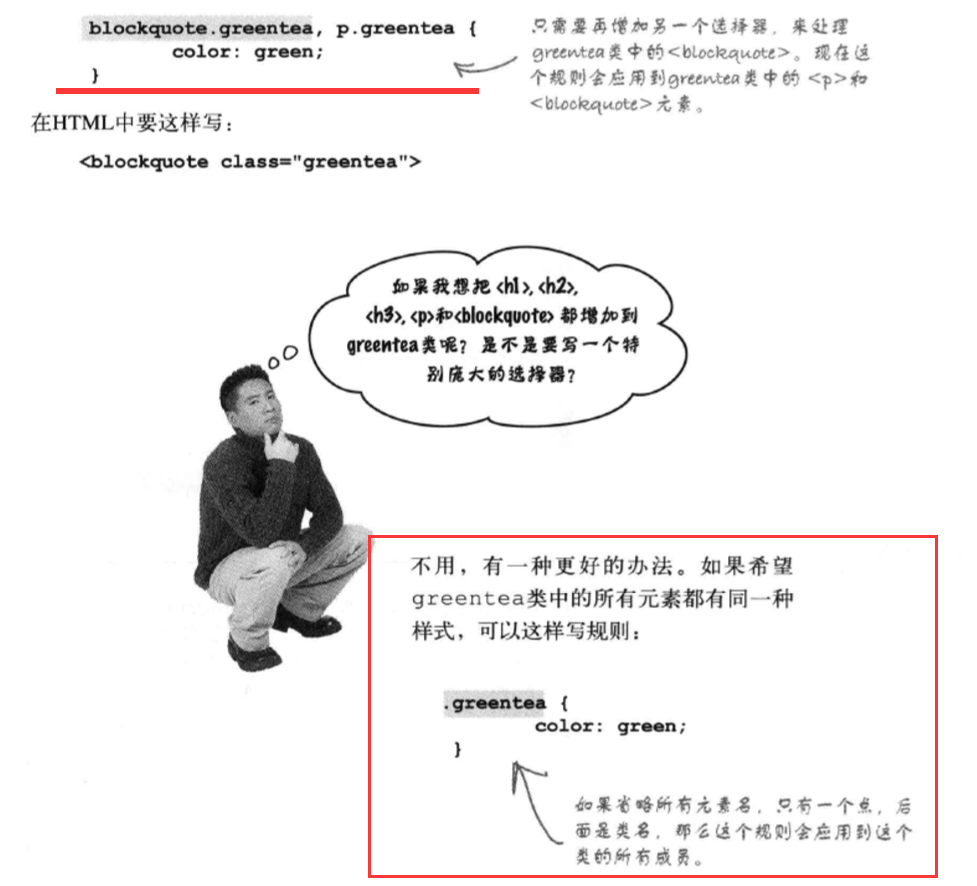 blockquote.greentea, p.greentea {
color: green;
}
只需要再增加另一个选择器，来处理
greentea类中的<blockquote>。现在这
个规则会应用到greentea类中的 <p>和
<blockquote>元素。
在HTML中要这样写：
<blockquote class="greentea">
如果我想把 <h1>, <h2>,
<h3>, <p>和<blockquote> 都增加到
greentea类呢？是不是要写一个特
别庞大的选择器？
不用，有一种更好的办法。如果希望
greentea类中的所有元素都有同一种
样式，可以这样写规则：
.greentea {
color: green;
}
如果省略所有元素名，只有一个点，后
面是类名，那么这个规则会应用到这个
类的所有成员。